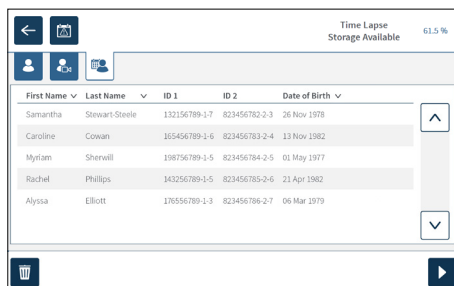 Time Lapse
Storage Available 61.5 %
First Name Last Name ID 1 ID 2 Date of Birth
Samantha Stewart-Steele 132156789-1-7 823456782-2-3 26 Nov 1978
Caroline Cowan 165456789-1-6 823456783-2-4 13 Nov 1982
Myriam Sherwill 198756789-1-5 823456784-2-5 01 May 1977
Rachel Phillips 143256789-1-5 823456785-2-6 21 Apr 1982
Alyssa Elliott 176556789-1-3 823456786-2-7 06 Mar 1979